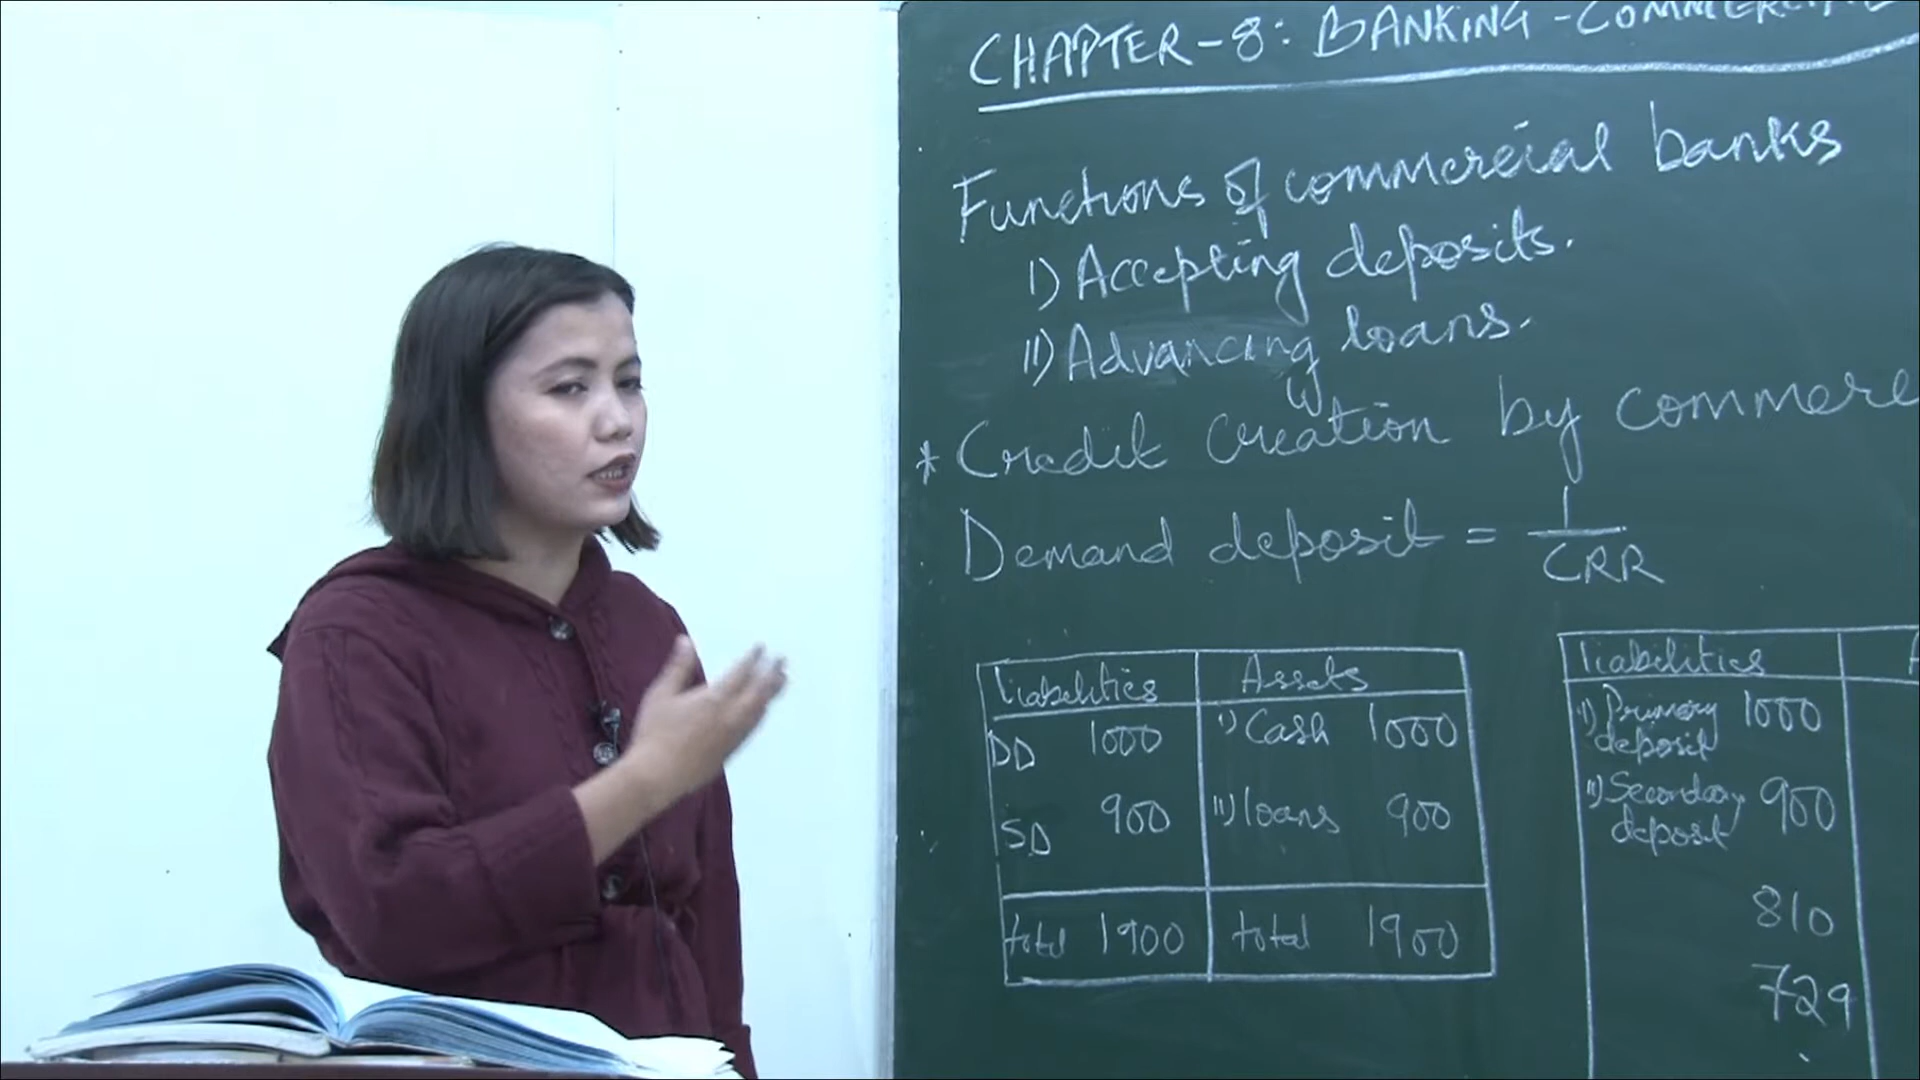 CHAPTER-8: BANKING-COMMERCIAL
Functions of commercial banks
I) Accepting deposits.
II) Advancing loans.
* Credit creation by commerc
Demand deposit = 1/CRR
Liabilities Assets
DD 1000 i) Cash 1000
SD 900 ii) loans 900
total 1900 total 1900
liabilities A
i) Primary deposit 1000
ii) Secondary deposit 900
810
729